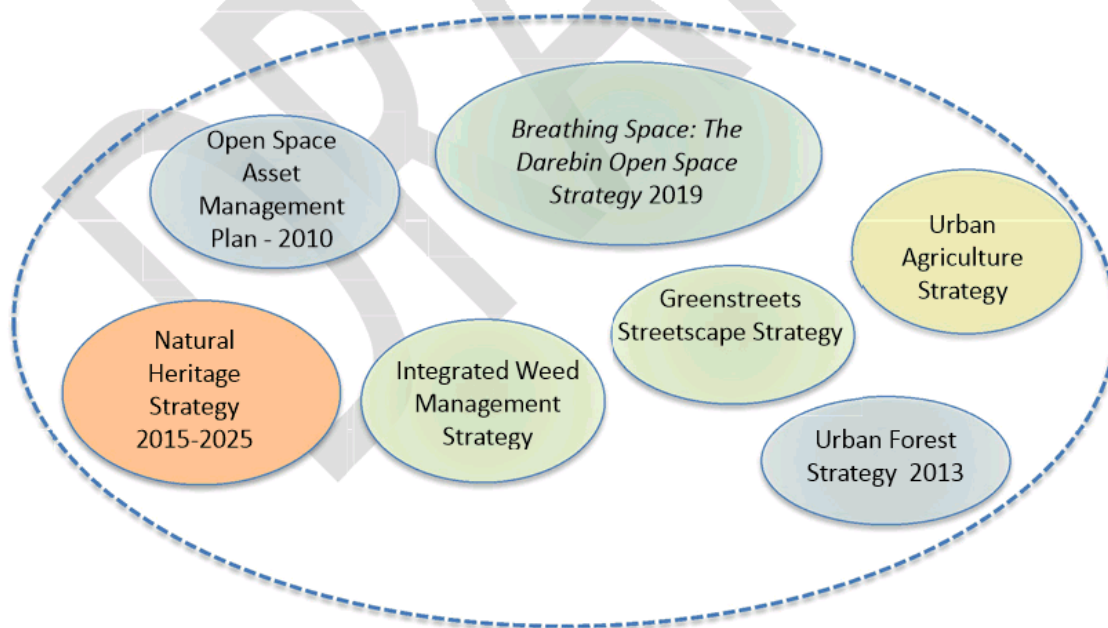 Open Space
Asset
Management
Plan - 2010
Breathing Space: The
Darebin Open Space
Strategy 2019
Urban
Agriculture
Strategy
Greenstreets
Streetscape Strategy
Natural
Heritage
Strategy
2015-2025
Integrated Weed
Management
Strategy
Urban Forest
Strategy 2013